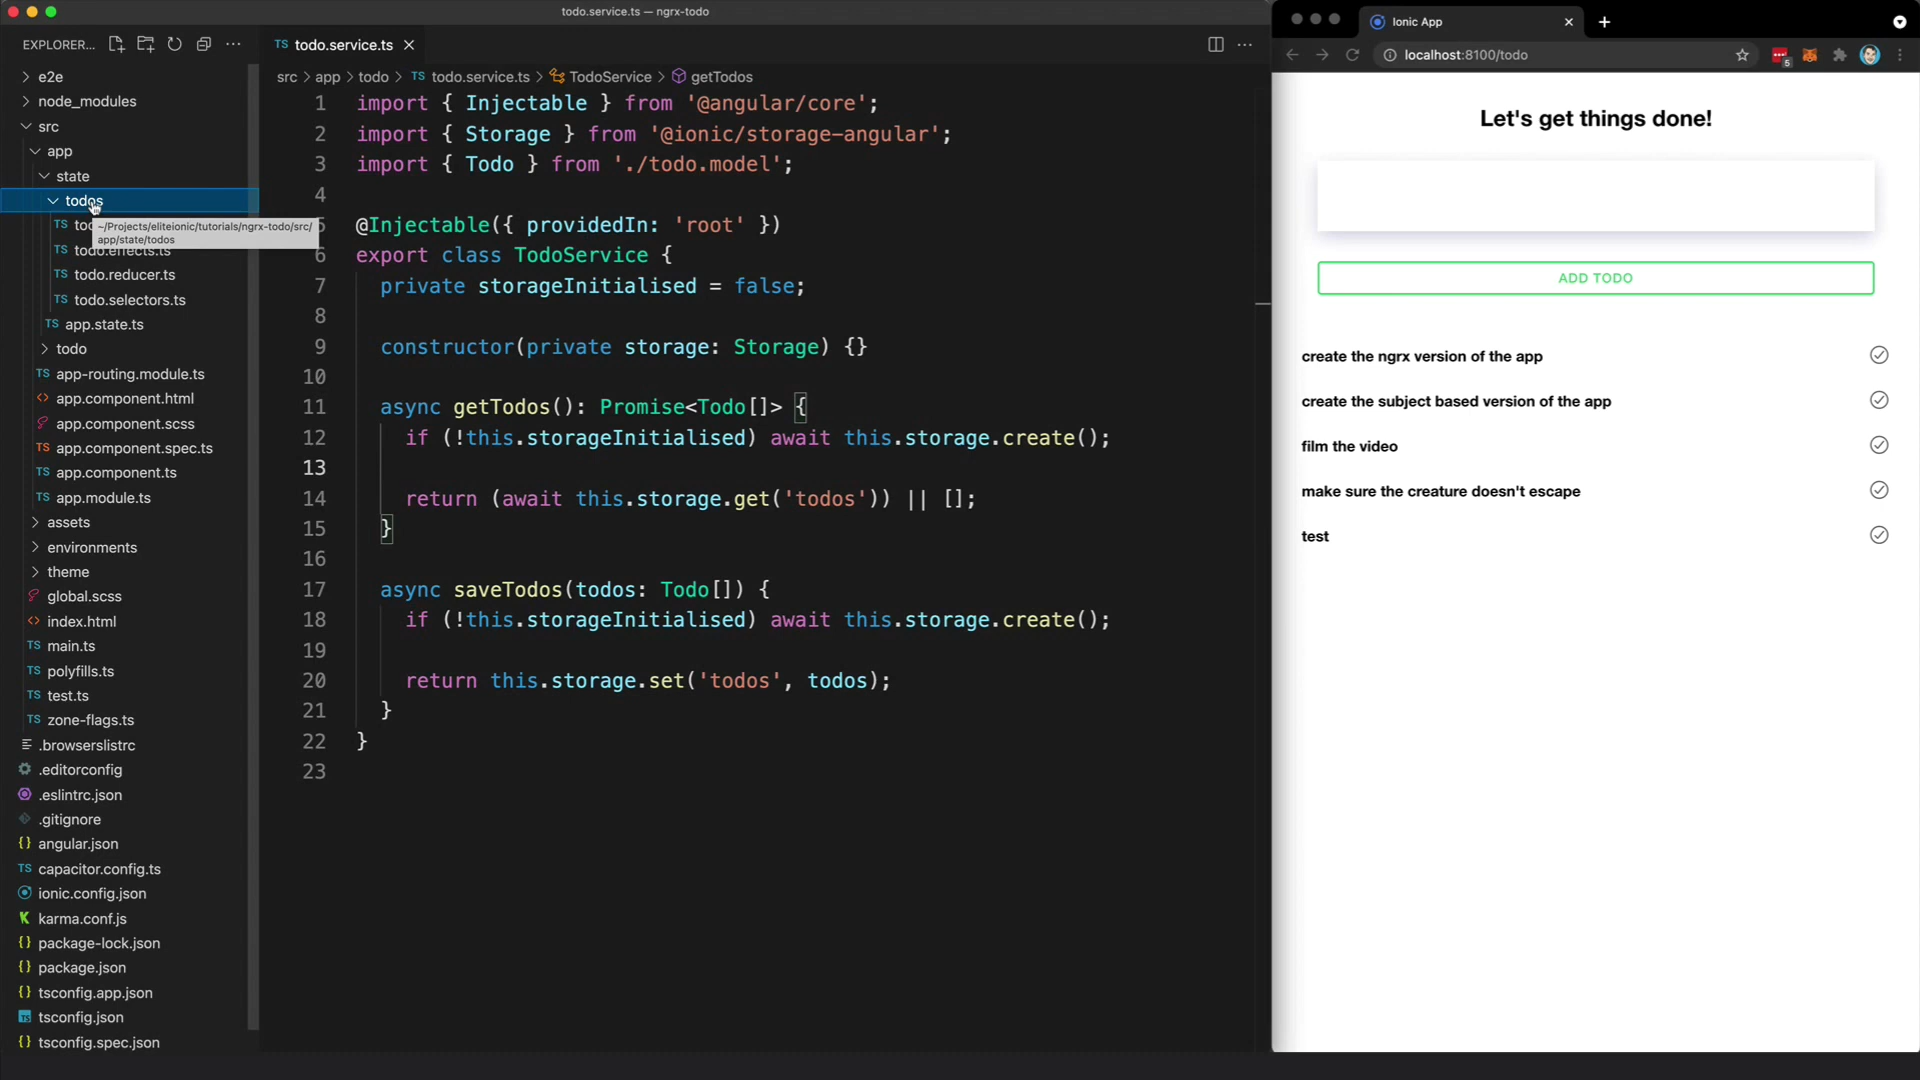 todo.service.ts — ngrx-todo
EXPLORER...
e2e
node_modules
src
app
state
todos
~/Projects/eliteionic/tutorials/ngrx-todo/src/
app/state/todos
todo.effects.ts
todo.reducer.ts
todo.selectors.ts
app.state.ts
todo
app-routing.module.ts
app.component.html
app.component.scss
app.component.spec.ts
app.component.ts
app.module.ts
assets
environments
theme
global.scss
index.html
main.ts
polyfills.ts
test.ts
zone-flags.ts
.browserslistrc
.editorconfig
.eslintrc.json
.gitignore
angular.json
capacitor.config.ts
ionic.config.json
karma.conf.js
package-lock.json
package.json
tsconfig.app.json
tsconfig.json
tsconfig.spec.json
TS todo.service.ts
src > app > todo > TS todo.service.ts > TodoService > getTodos
1 import { Injectable } from '@angular/core';
2 import { Storage } from '@ionic/storage-angular';
3 import { Todo } from './todo.model';
4
5 @Injectable({ providedIn: 'root' })
6 export class TodoService {
7 private storageInitialised = false;
8
9 constructor(private storage: Storage) {}
10
11 async getTodos(): Promise<Todo[]> {
12 if (!this.storageInitialised) await this.storage.create();
13
14 return (await this.storage.get('todos')) || [];
15 }
16
17 async saveTodos(todos: Todo[]) {
18 if (!this.storageInitialised) await this.storage.create();
19
20 return this.storage.set('todos', todos);
21 }
22 }
23
Ionic App
localhost:8100/todo
5
Let's get things done!
ADD TODO
create the ngrx version of the app
create the subject based version of the app
film the video
make sure the creature doesn't escape
test